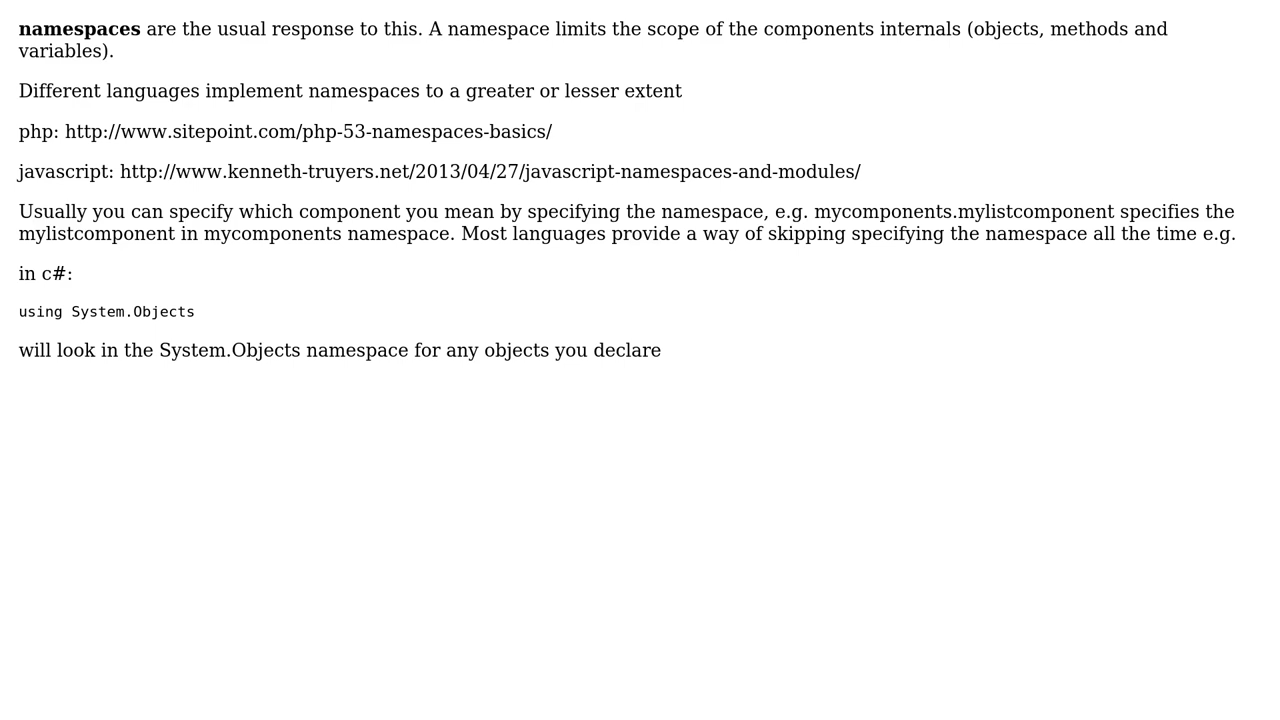 namespaces are the usual response to this. A namespace limits the scope of the components internals (objects, methods and
variables).
Different languages implement namespaces to a greater or lesser extent
php: http://www.sitepoint.com/php-53-namespaces-basics/
javascript: http://www.kenneth-truyers.net/2013/04/27/javascript-namespaces-and-modules/
Usually you can specify which component you mean by specifying the namespace, e.g. mycomponents.mylistcomponent specifies the
mylistcomponent in mycomponents namespace. Most languages provide a way of skipping specifying the namespace all the time e.g.
in c#:
using System.Objects
will look in the System.Objects namespace for any objects you declare